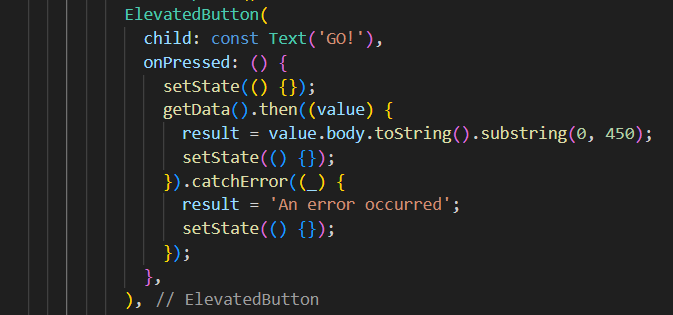 ElevatedButton(
child: const Text('GO!'),
onPressed: () {
setState(() {});
getData().then((value) {
result = value.body.toString().substring(0, 450);
setState(() {});
}).catchError((_) {
result = 'An error occurred';
setState(() {});
});
},
), // ElevatedButton